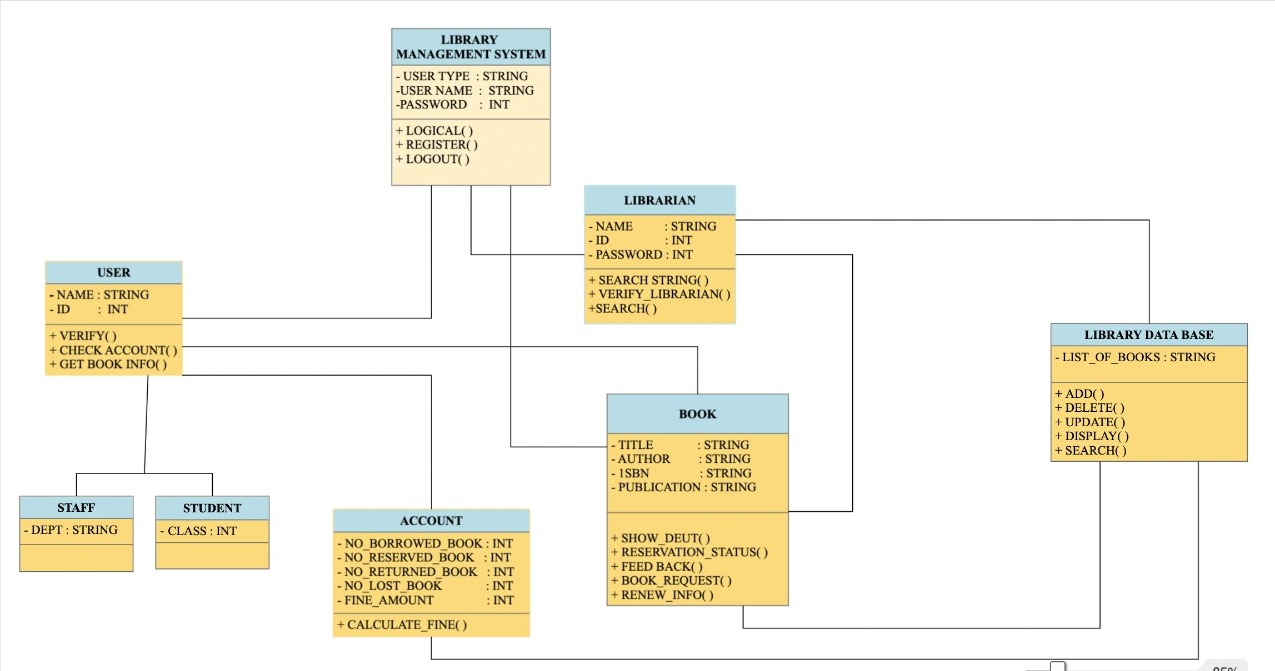 LIBRARY
MANAGEMENT SYSTEM
- USER TYPE : STRING
-USER NAME : STRING
-PASSWORD : INT
+ LOGICAL( )
+ REGISTER( )
+ LOGOUT( )
LIBRARIAN
- NAME : STRING
- ID : INT
- PASSWORD : INT
+ SEARCH STRING( )
+ VERIFY_LIBRARIAN( )
+SEARCH( )
USER
- NAME : STRING
- ID : INT
+ VERIFY( )
+ CHECK ACCOUNT( )
+ GET BOOK INFO( )
LIBRARY DATA BASE
- LIST_OF_BOOKS : STRING
+ ADD( )
+ DELETE( )
+ UPDATE( )
+ DISPLAY( )
+ SEARCH( )
BOOK
- TITLE : STRING
- AUTHOR : STRING
- 1SBN : STRING
- PUBLICATION : STRING
+ SHOW_DEUT( )
+ RESERVATION_STATUS( )
+ FEED BACK( )
+ BOOK_REQUEST( )
+ RENEW_INFO( )
STAFF
- DEPT : STRING
STUDENT
- CLASS : INT
ACCOUNT
- NO_BORROWED_BOOK : INT
- NO_RESERVED_BOOK : INT
- NO_RETURNED_BOOK : INT
- NO_LOST_BOOK : INT
- FINE_AMOUNT : INT
+ CALCULATE_FINE( )